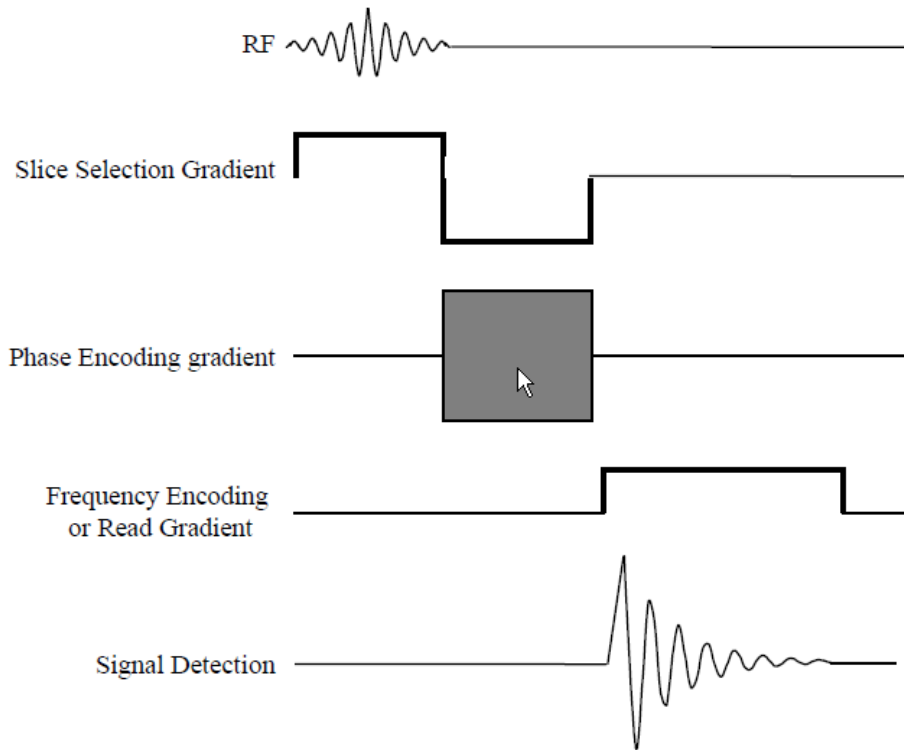 RF
Slice Selection Gradient
Phase Encoding gradient
Frequency Encoding
or Read Gradient
Signal Detection